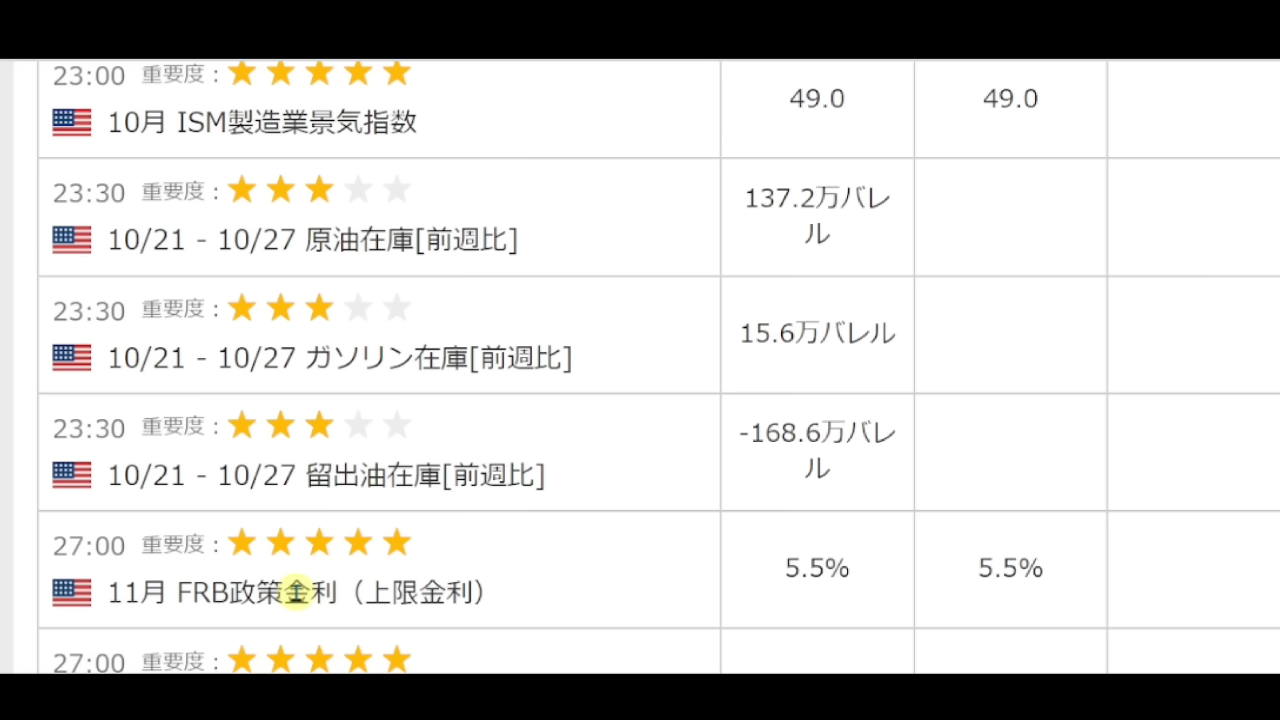 23:00 重要度：★★★★★
10月 ISM製造業景気指数
49.0
49.0
23:30 重要度：★★★★★
10/21 - 10/27 原油在庫[前週比]
137.2万バレ
ル
23:30 重要度：★★★★★
10/21 - 10/27 ガソリン在庫[前週比]
15.6万バレル
23:30 重要度：★★★★★
10/21 - 10/27 留出油在庫[前週比]
-168.6万バレ
ル
27:00 重要度：★★★★★
11月 FRB政策金利（上限金利）
5.5%
5.5%
27:00 重要度：★★★★★